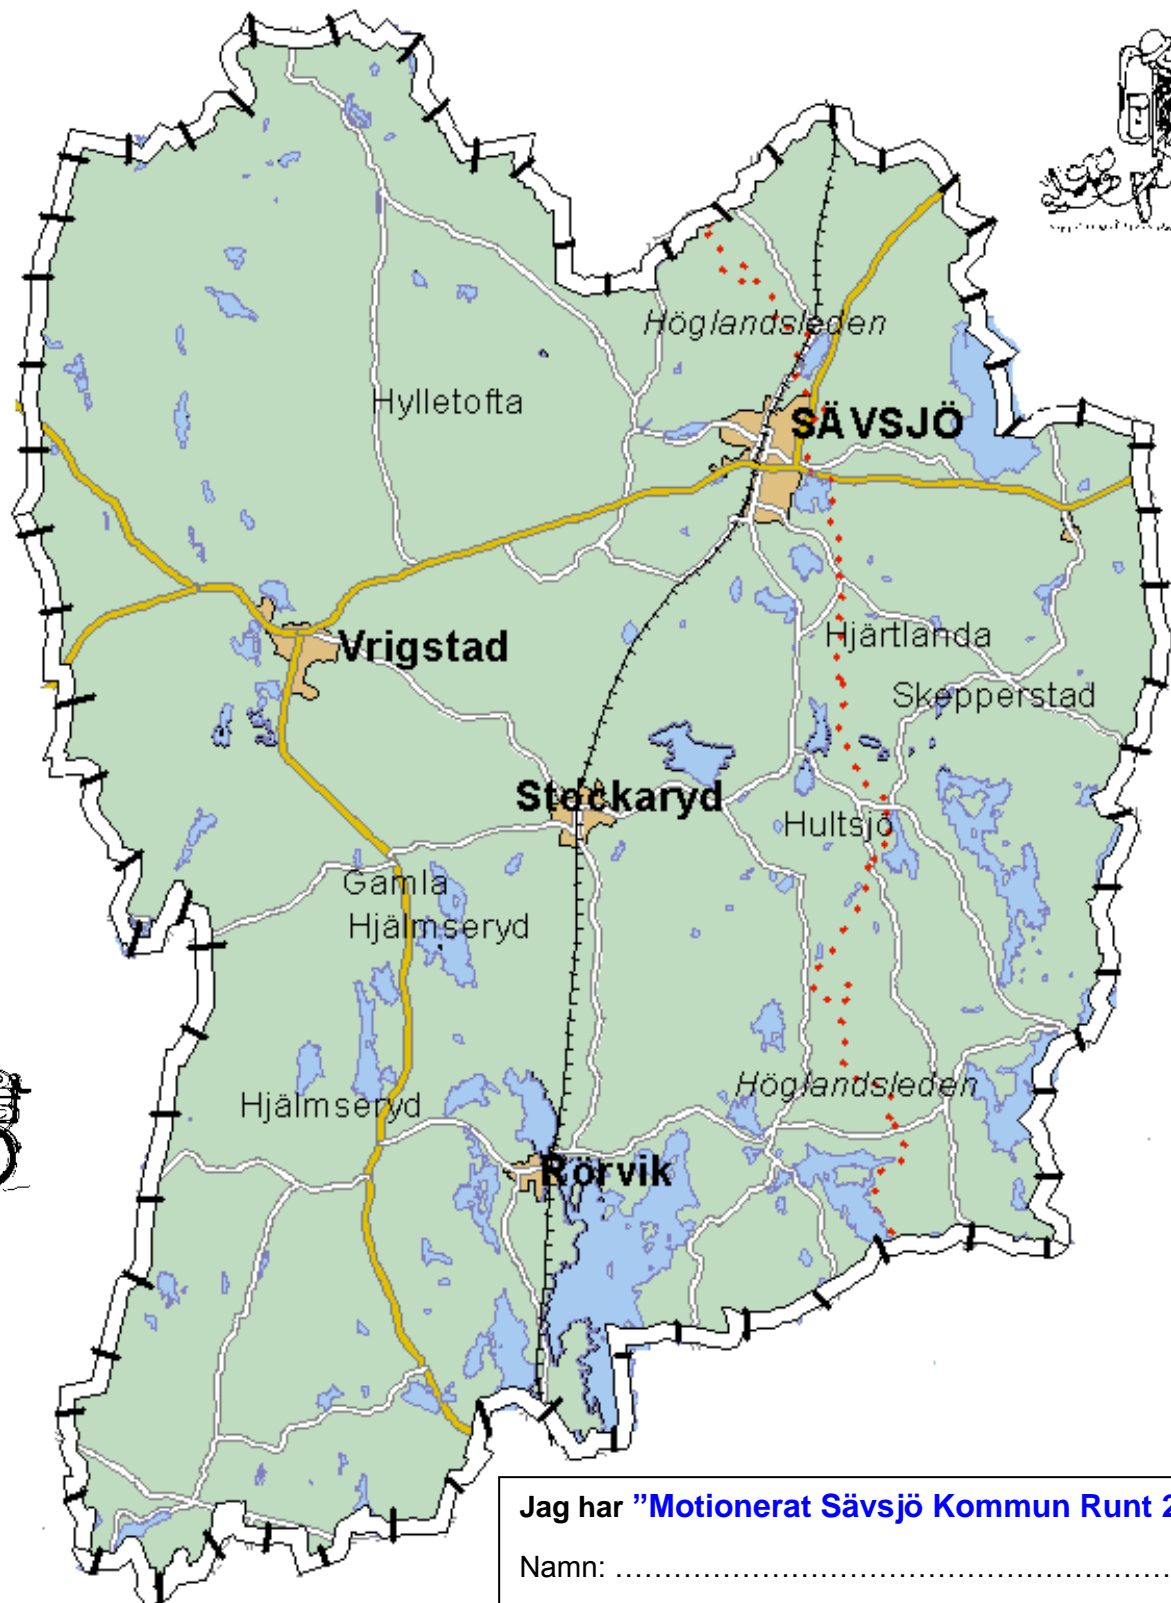 Höglandsleden
Hylletofta
SÄVSJÖ
Hjärtlanda
Vrigstad
Skepperstad
Stockaryd
Hultsjö
Gamla
Hjälmseryd
Höglandsleden
Hjälmseryd
Rörvik
Jag har ”Motionerat Sävsjö Kommun Runt 2
Namn: ………………………………………………